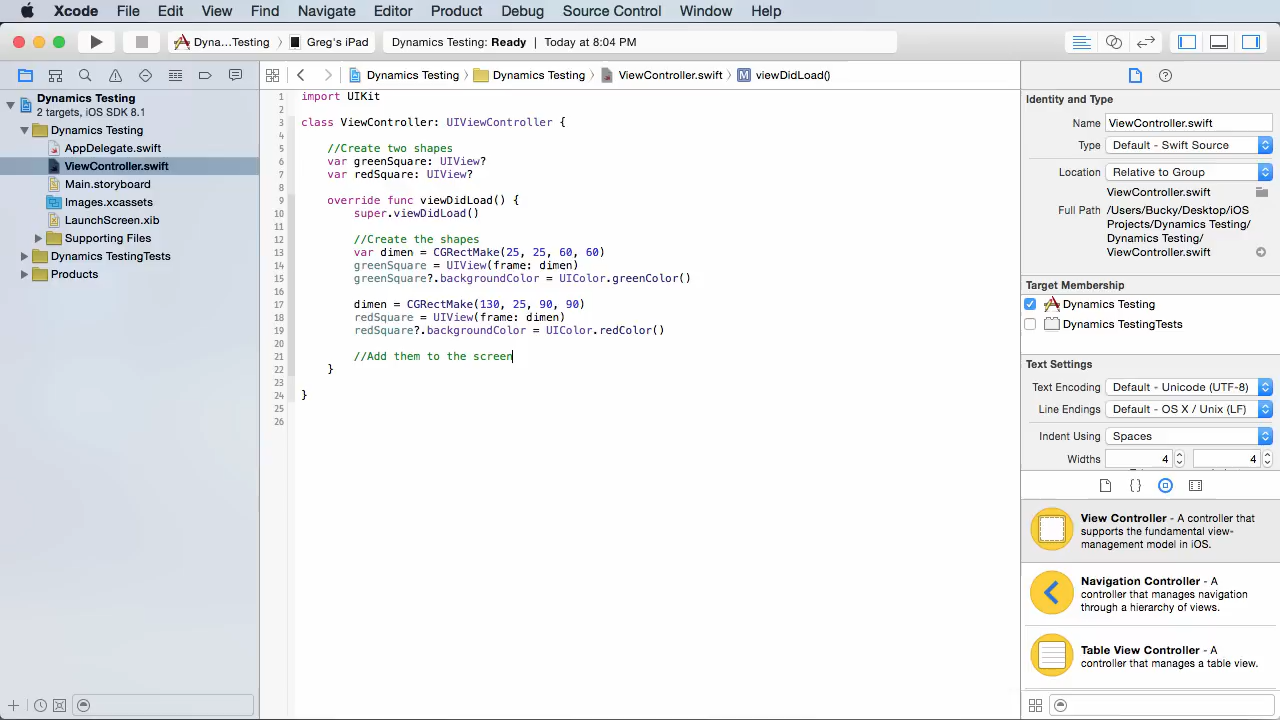 Xcode File Edit View Find Navigate Editor Product Debug Source Control Window Help
Dyna...Testing Greg's iPad Dynamics Testing: Ready Today at 8:04 PM
Dynamics Testing Dynamics Testing ViewController.swift M viewDidLoad()
Dynamics Testing
2 targets, iOS SDK 8.1
Dynamics Testing
AppDelegate.swift
ViewController.swift
Main.storyboard
Images.xcassets
LaunchScreen.xib
Supporting Files
Dynamics TestingTests
Products
1 import UIKit
2
3 class ViewController: UIViewController {
4
5 //Create two shapes
6 var greenSquare: UIView?
7 var redSquare: UIView?
8
9 override func viewDidLoad() {
10 super.viewDidLoad()
11
12 //Create the shapes
13 var dimen = CGRectMake(25, 25, 60, 60)
14 greenSquare = UIView(frame: dimen)
15 greenSquare?.backgroundColor = UIColor.greenColor()
16
17 dimen = CGRectMake(130, 25, 90, 90)
18 redSquare = UIView(frame: dimen)
19 redSquare?.backgroundColor = UIColor.redColor()
20
21 //Add them to the screen
22 }
23
24 }
25
26
Identity and Type
Name ViewController.swift
Type Default - Swift Source
Location Relative to Group
ViewController.swift
Full Path /Users/Bucky/Desktop/iOS
Projects/Dynamics Testing/
Dynamics Testing/
ViewController.swift
Target Membership
Dynamics Testing
Dynamics TestingTests
Text Settings
Text Encoding Default - Unicode (UTF-8)
Line Endings Default - OS X / Unix (LF)
Indent Using Spaces
Widths 4 4
{ }
View Controller - A controller that
supports the fundamental view-
management model in iOS.
Navigation Controller - A
controller that manages navigation
through a hierarchy of views.
Table View Controller - A
controller that manages a table view.